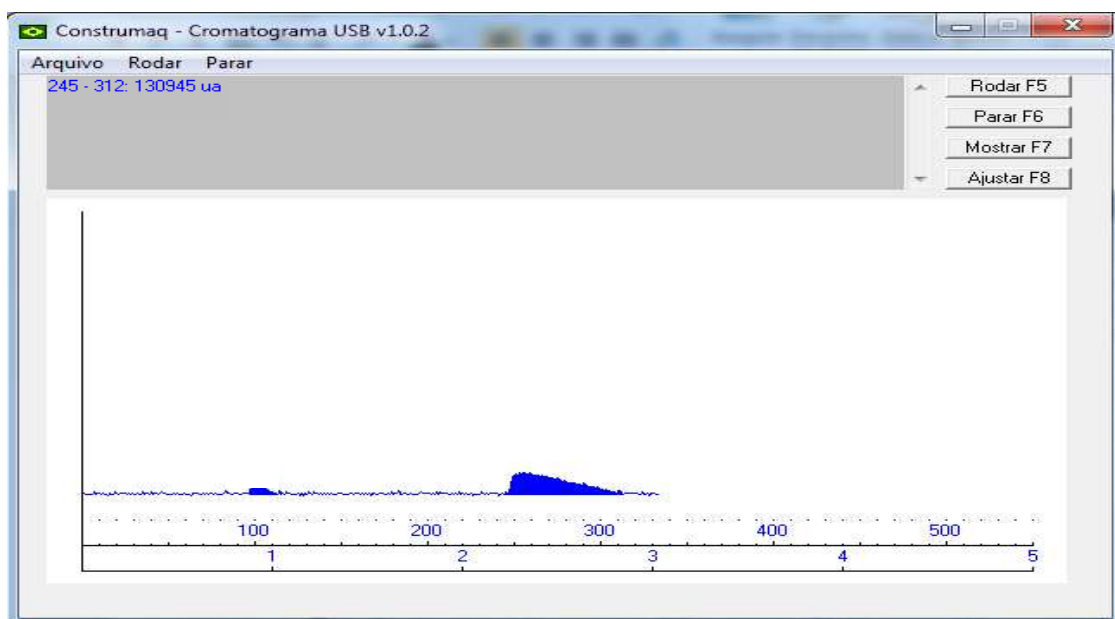 Construmaq - Cromatograma USB v1.0.2
Arquivo Rodar Parar
245 - 312: 130945 ua
Rodar F5
Parar F6
Mostrar F7
Ajustar F8
100 200 300 400 500
1 2 3 4 5